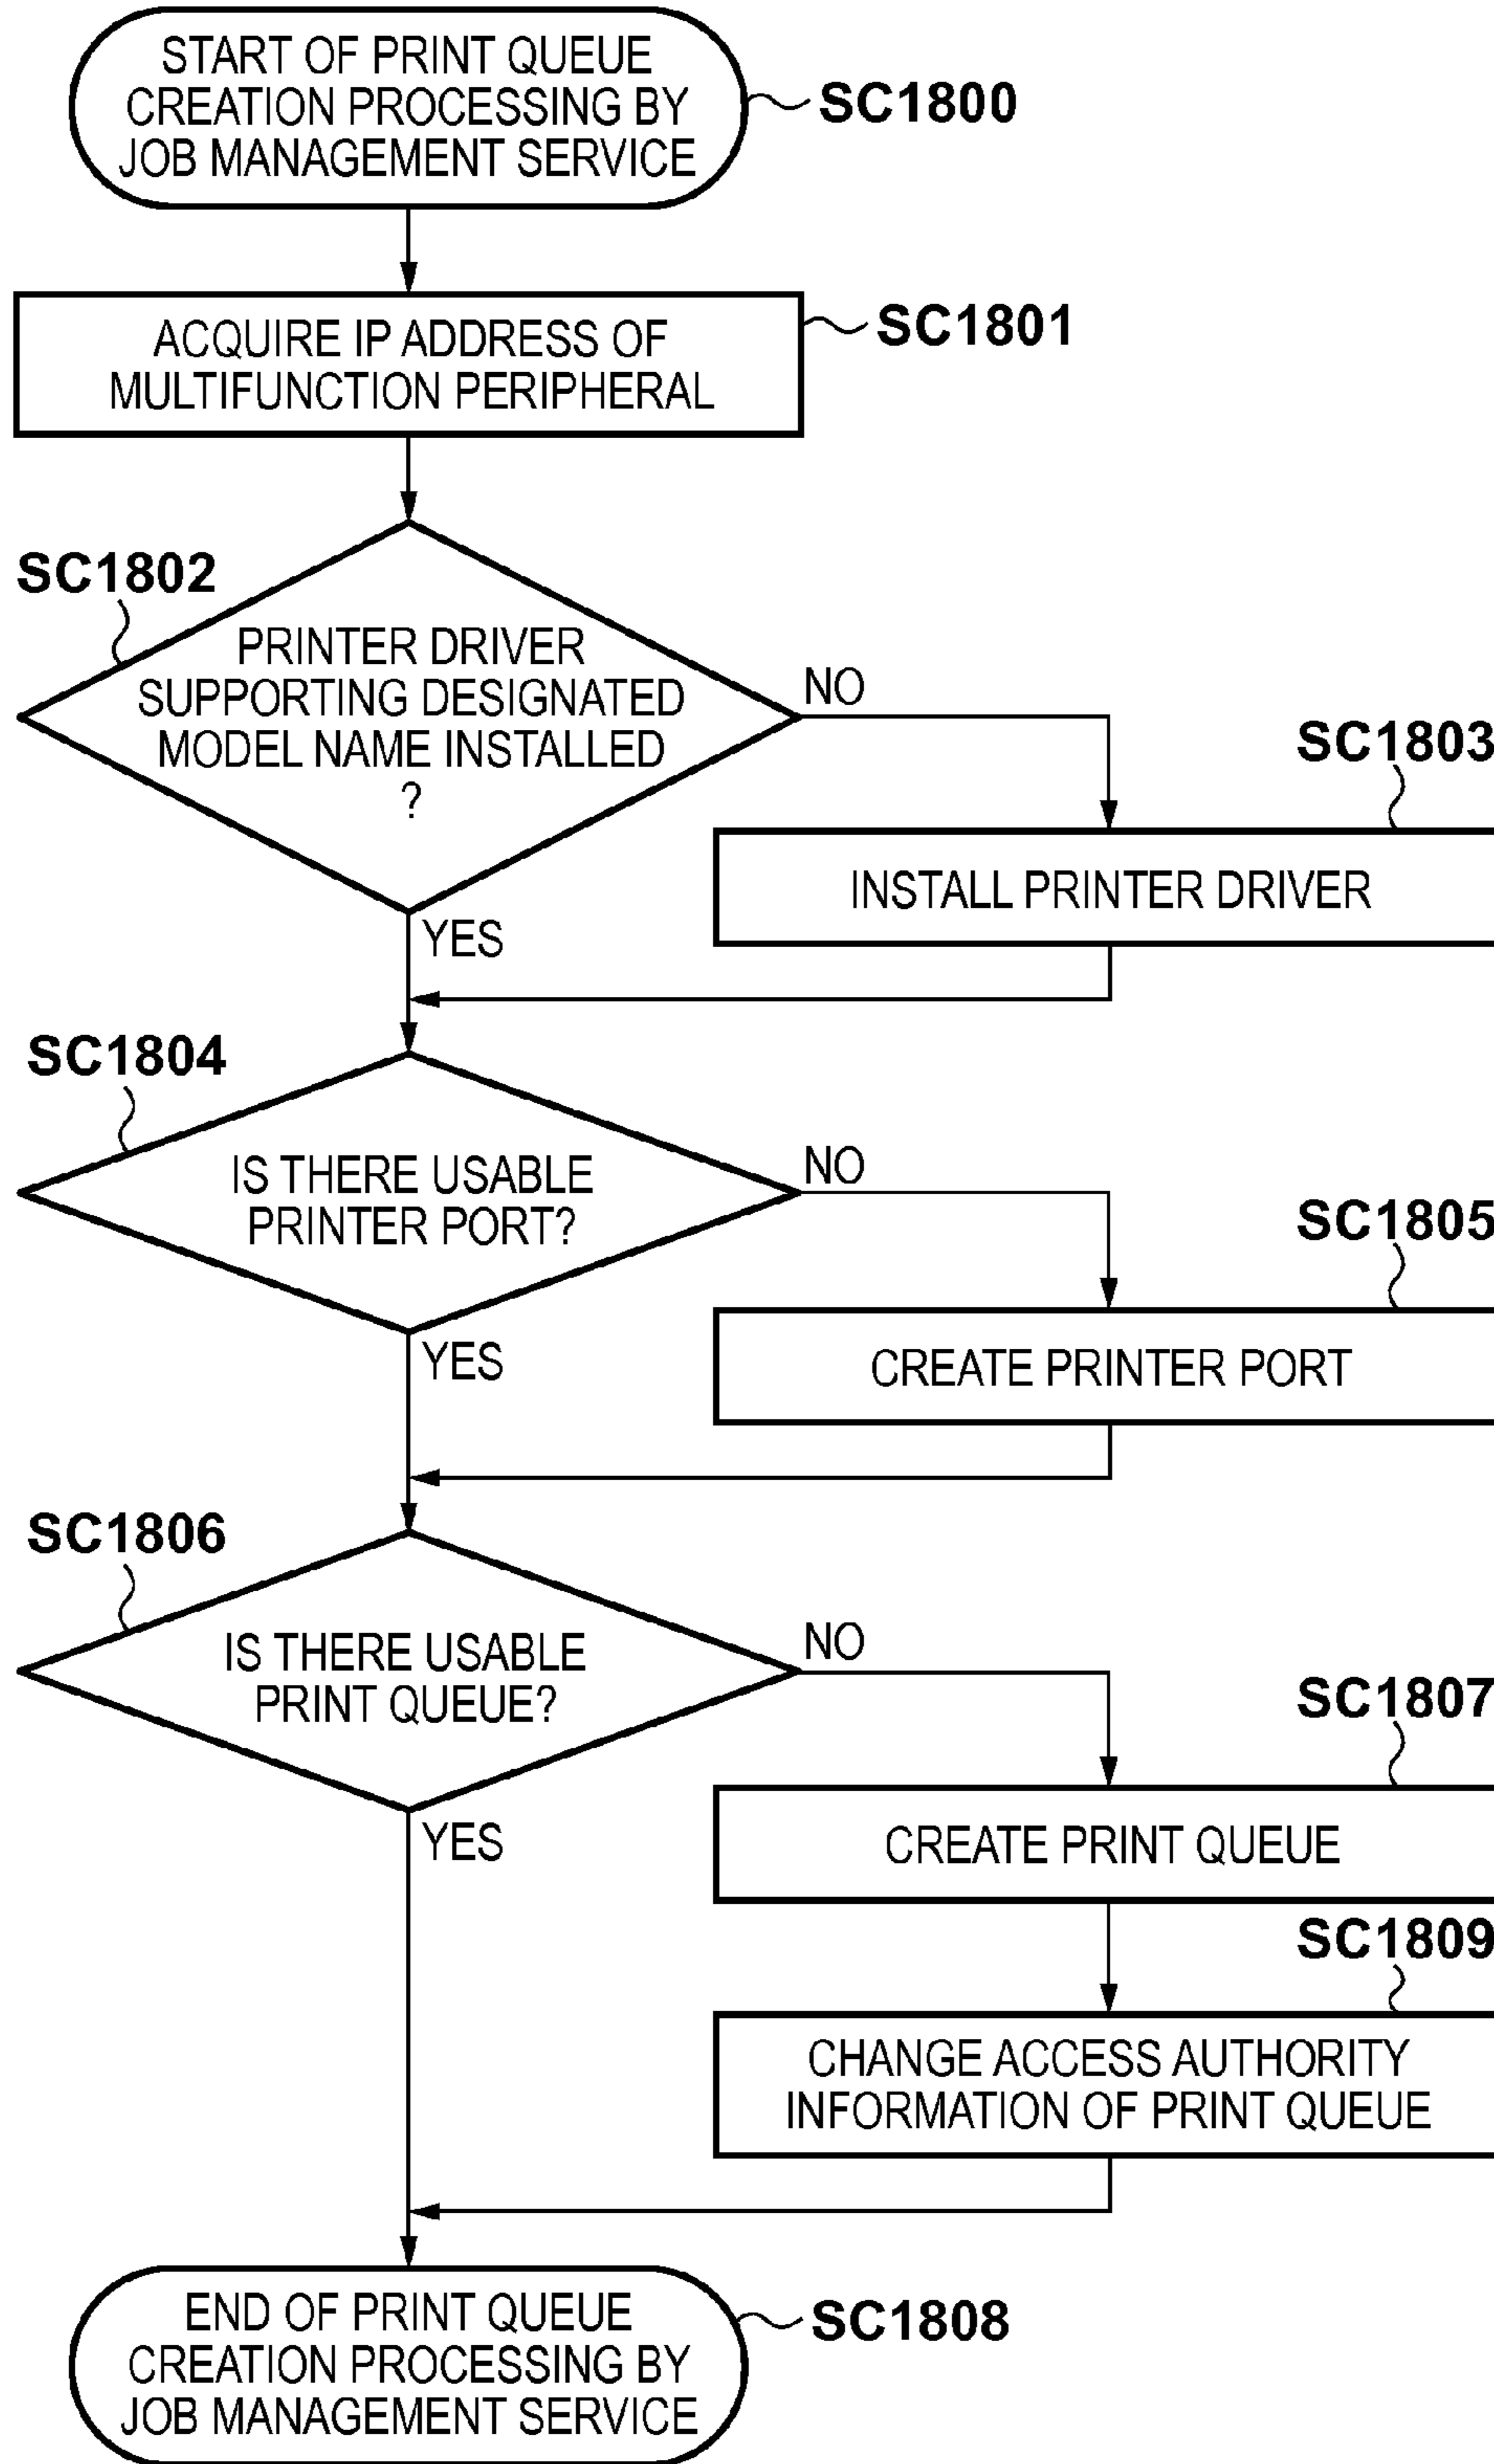 START OF PRINT QUEUE
CREATION PROCESSING BY
JOB MANAGEMENT SERVICE
SC1800
ACQUIRE IP ADDRESS OF
MULTIFUNCTION PERIPHERAL
SC1801
SC1802
PRINTER DRIVER
SUPPORTING DESIGNATED
MODEL NAME INSTALLED
?
NO
YES
SC1803
INSTALL PRINTER DRIVER
SC1804
IS THERE USABLE
PRINTER PORT?
NO
YES
SC1805
CREATE PRINTER PORT
SC1806
IS THERE USABLE
PRINT QUEUE?
NO
YES
SC1807
CREATE PRINT QUEUE
SC1809
CHANGE ACCESS AUTHORITY
INFORMATION OF PRINT QUEUE
END OF PRINT QUEUE
CREATION PROCESSING BY
JOB MANAGEMENT SERVICE
SC1808